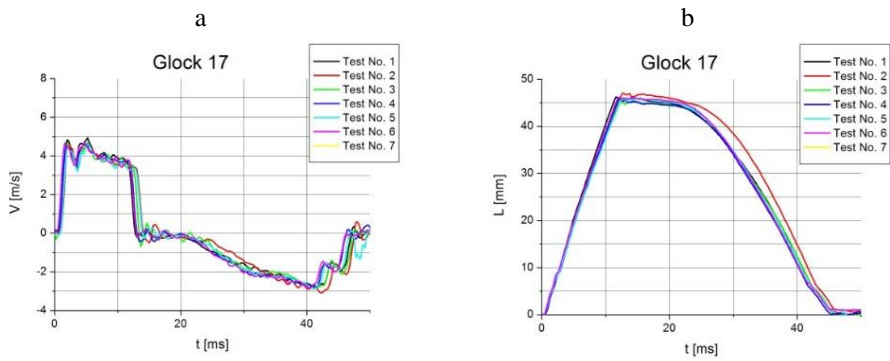 a
Glock 17
Test No. 1
Test No. 2
Test No. 3
Test No. 4
Test No. 5
Test No. 6
Test No. 7
8
6
4
2
0
-2
-4
V [m/s]
0
20
40
t [ms]
b
Glock 17
Test No. 1
Test No. 2
Test No. 3
Test No. 4
Test No. 5
Test No. 6
Test No. 7
50
40
30
20
10
0
L [mm]
0
20
40
t [ms]